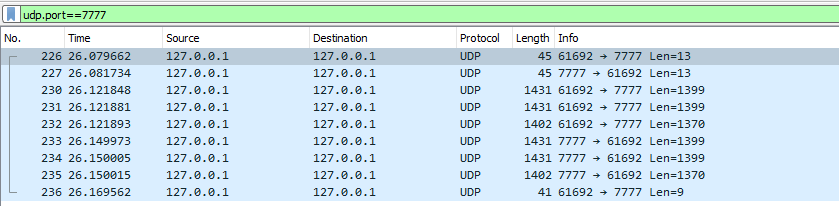 udp.port==7777
No. Time Source Destination Protocol Length Info
226 26.079662 127.0.0.1 127.0.0.1 UDP 45 61692 → 7777 Len=13
227 26.081734 127.0.0.1 127.0.0.1 UDP 45 7777 → 61692 Len=13
230 26.121848 127.0.0.1 127.0.0.1 UDP 1431 61692 → 7777 Len=1399
231 26.121881 127.0.0.1 127.0.0.1 UDP 1431 61692 → 7777 Len=1399
232 26.121893 127.0.0.1 127.0.0.1 UDP 1402 61692 → 7777 Len=1370
233 26.149973 127.0.0.1 127.0.0.1 UDP 1431 61692 → 7777 Len=1399
234 26.150005 127.0.0.1 127.0.0.1 UDP 1431 61692 → 7777 Len=1399
235 26.150015 127.0.0.1 127.0.0.1 UDP 1402 61692 → 7777 Len=1370
236 26.169562 127.0.0.1 127.0.0.1 UDP 41 61692 → 7777 Len=9